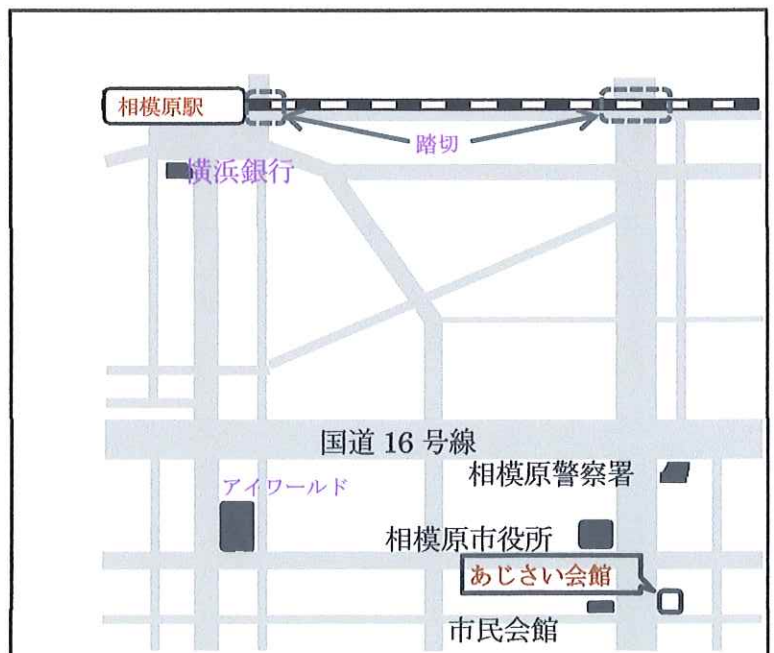 相模原駅
踏切
横浜銀行
国道 16 号線
相模原警察署
アイワールド
相模原市役所
あじさい会館
市民会館